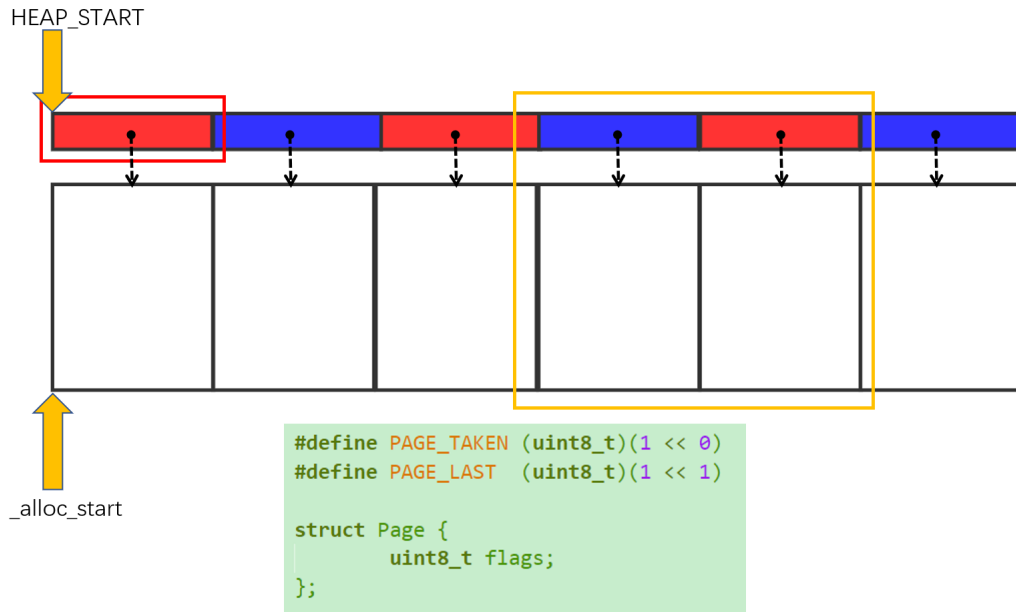 HEAP_START
_alloc_start
#define PAGE_TAKEN (uint8_t)(1 << 0)
#define PAGE_LAST  (uint8_t)(1 << 1)
struct Page {
        uint8_t flags;
};